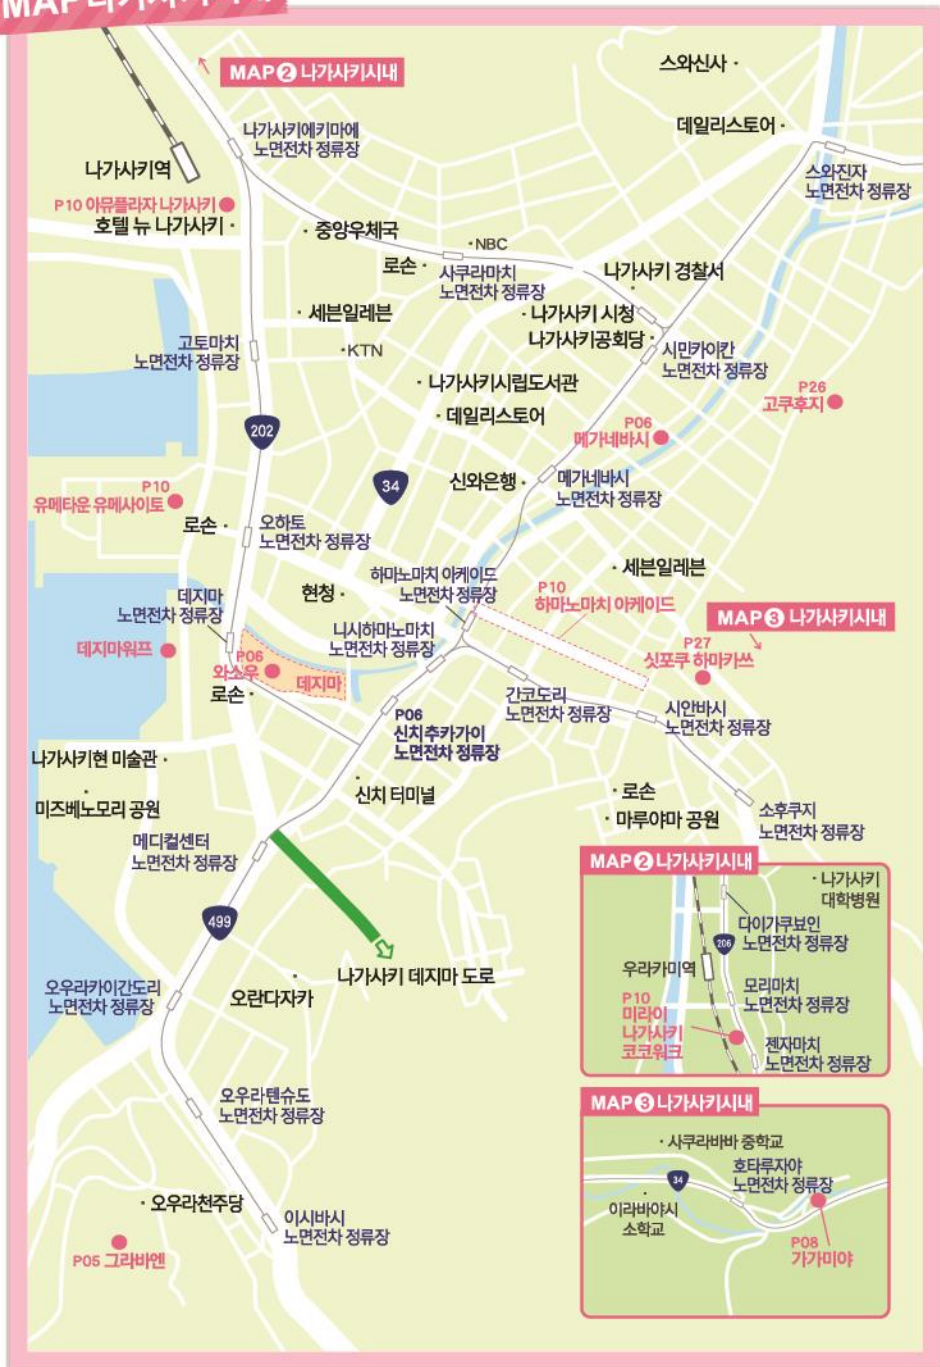 MAP
MAP❷ 나가사키시내
스와신사
데일리스토어
나가사키에키마에
노면전차 정류장
나가사키역
스와진자
노면전차 정류장
P10 아뮤플라자 나가사키
호텔 뉴 나가사키
중앙우체국
NBC
로손
사쿠라마치
노면전차 정류장
나가사키 경찰서
세븐일레븐
나가사키 시청
나가사키공회당
고토마치
노면전차 정류장
KTN
시민카이칸
노면전차 정류장
나가사키시립도서관
데일리스토어
P26
고쿠후지
P06
메가네바시
202
34
신와은행
메가네바시
노면전차 정류장
P10
유메타운 유메사이트
로손
오하토
노면전차 정류장
세븐일레븐
하마노마치 아케이드
노면전차 정류장
현청
데지마
노면전차 정류장
P10
하마노마치 아케이드
MAP❸ 나가사키시내
니시하마노마치
노면전차 정류장
데지마워프
P06
와소우
데지마
로손
P27
싯포쿠 하마카쓰
간코도리
노면전차 정류장
시안바시
노면전차 정류장
P06
신치추카가이
노면전차 정류장
나가사키현 미술관
미즈베노모리 공원
신치 터미널
로손
마루야마 공원
소후쿠지
노면전차 정류장
메디컬센터
노면전차 정류장
499
나가사키 데지마 도로
오우라카이간도리
노면전차 정류장
오란다자카
오우라텐슈도
노면전차 정류장
오우라천주당
이시바시
노면전차 정류장
P05 그라바엔
MAP❷ 나가사키시내
나가사키
대학병원
다이가쿠뵤인
노면전차 정류장
206
우라카미역
모리마치
노면전차 정류장
P10
미라이
나가사키
코코워크
젠자마치
노면전차 정류장
MAP❸ 나가사키시내
사쿠라바바 중학교
34
호타루자야
노면전차 정류장
이라바야시
소학교
P08
가가미야